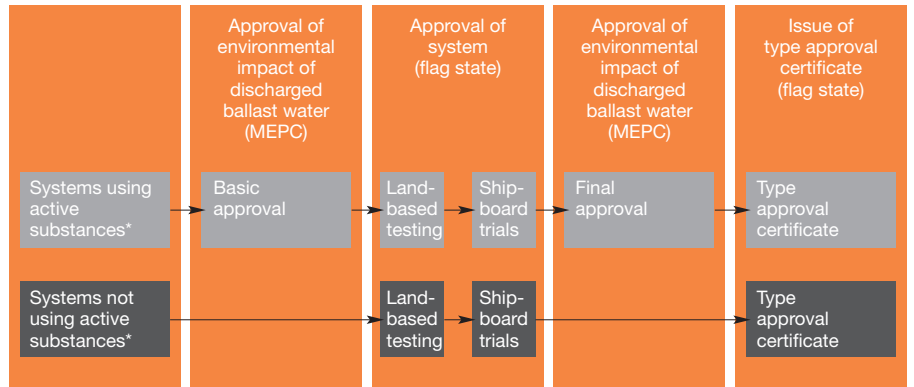 Approval of
environmental
impact of
discharged
ballast water
(MEPC)
Approval of
system
(flag state)
Approval of
environmental
impact of
discharged
ballast water
(MEPC)
Issue of
type approval
certificate
(flag state)
Systems using
active
substances*
Basic
approval
Land-
based
testing
Ship-
board
trials
Final
approval
Type
approval
certificate
Systems not
using active
substances*
Land-
based
testing
Ship-
board
trials
Type
approval
certificate